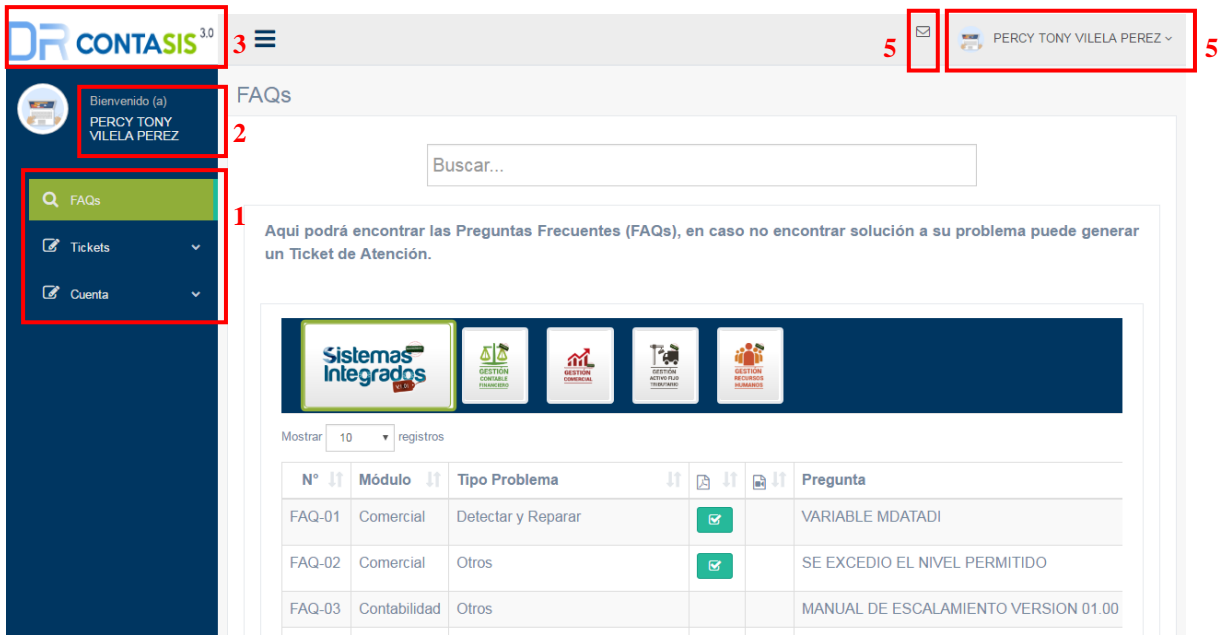 DR CONTASIS 3.0
3
5
PERCY TONY VILELA PEREZ
5
Bienvenido (a)
PERCY TONY
VILELA PEREZ
2
FAQs
Buscar...
1
FAQs
Tickets
Cuenta
Aqui podrá encontrar las Preguntas Frecuentes (FAQs), en caso no encontrar solución a su problema puede generar
un Ticket de Atención.
Sistemas
Integrados
GESTIÓN
CONTABLE
FINANCIERO
GESTIÓN
COMERCIAL
GESTIÓN
ACTIVO FIJO
TRIBUTARIO
GESTIÓN
RECURSOS
HUMANOS
Mostrar 10 registros
N° Módulo Tipo Problema Pregunta
FAQ-01 Comercial Detectar y Reparar VARIABLE MDATADI
FAQ-02 Comercial Otros SE EXCEDIO EL NIVEL PERMITIDO
FAQ-03 Contabilidad Otros MANUAL DE ESCALAMIENTO VERSION 01.00